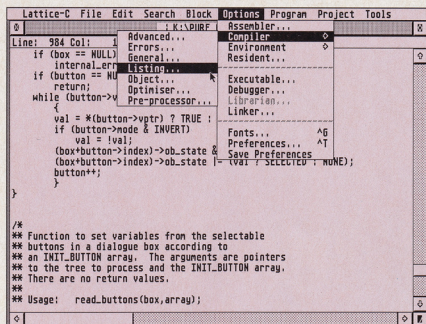 Lattice-C File Edit Search Block Options Program Project Tools
K:\PURE
Line: 984 Col:
Assembler...
Compiler
Environment
Resident...
Executable...
Debugger...
Librarian...
Linker...
Fonts... ^G
Preferences... ^T
Save Preferences
Advanced...
Errors...
General...
Listing...
Object...
Optimiser...
Pre-processor...
if (box == NULL)
internal_err
if (button == NU
return;
while (button->v
{
val = *(button->vptr) ? TRUE :
if (button->mode & INVERT)
val = !val;
(box+button->index)->ob_state &
(box+button->index)->ob_state |= (val ? SELECTED : NONE);
button++;
}
}
/*
** Function to set variables from the selectable
** buttons in a dialogue box according to
** an INIT_BUTTON array. The arguments are pointers
** to the tree to process and the INIT_BUTTON array.
** There are no return values.
**
** Usage: read_buttons(box,array);